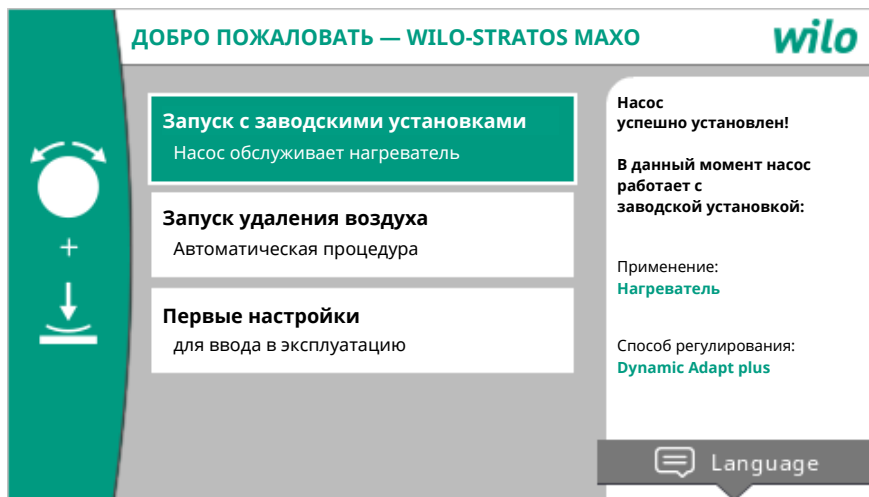 ДОБРО ПОЖАЛОВАТЬ — WILO-STRATOS MAXO
wilo
Запуск с заводскими установками
Насос обслуживает нагреватель
Запуск удаления воздуха
Автоматическая процедура
Первые настройки
для ввода в эксплуатацию
+
Насос
успешно установлен!
В данный момент насос
работает с
заводской установкой:
Применение:
Нагреватель
Способ регулирования:
Dynamic Adapt plus
Language